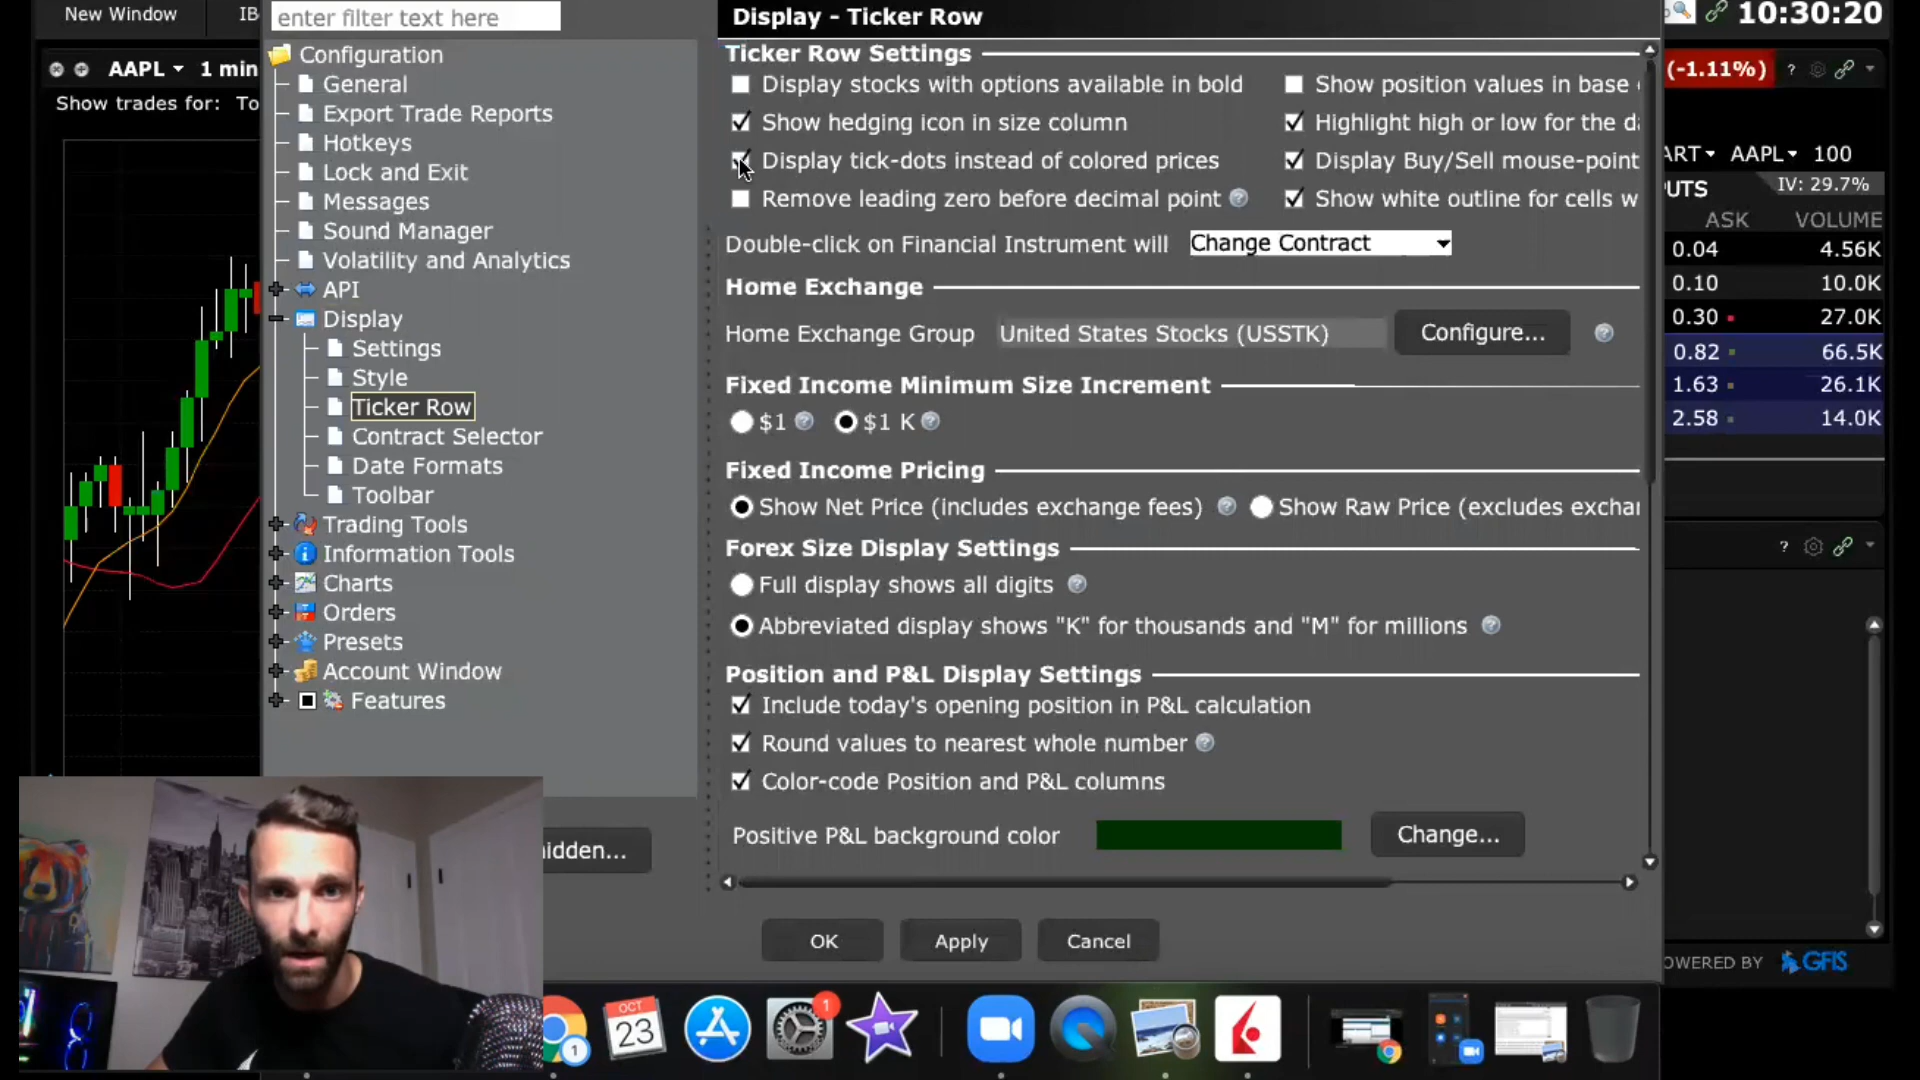 New Window
IB
enter filter text here
Display - Ticker Row
10:30:20
AAPL
1 min
(-1.11%)
?
Show trades for: To
Configuration
General
Export Trade Reports
Hotkeys
Lock and Exit
Messages
Sound Manager
Volatility and Analytics
API
Display
Settings
Style
Ticker Row
Contract Selector
Date Formats
Toolbar
Trading Tools
Information Tools
Charts
Orders
Presets
Account Window
Features
idden...
Ticker Row Settings
Display stocks with options available in bold
Show position values in base
Show hedging icon in size column
Highlight high or low for the da
Display tick-dots instead of colored prices
Display Buy/Sell mouse-point
Remove leading zero before decimal point ?
Show white outline for cells w
Double-click on Financial Instrument will Change Contract
Home Exchange
Home Exchange Group United States Stocks (USSTK) Configure... ?
Fixed Income Minimum Size Increment
$1 ? $1 K ?
Fixed Income Pricing
Show Net Price (includes exchange fees) ? Show Raw Price (excludes exchar
Forex Size Display Settings
Full display shows all digits ?
Abbreviated display shows "K" for thousands and "M" for millions ?
Position and P&L Display Settings
Include today's opening position in P&L calculation
Round values to nearest whole number ?
Color-code Position and P&L columns
Positive P&L background color Change...
OK Apply Cancel
ART AAPL 100
UTS IV: 29.7%
ASK VOLUME
0.04 4.56K
0.10 10.0K
0.30 27.0K
0.82 66.5K
1.63 26.1K
2.58 14.0K
?
OWERED BY GFIS
1
OCT
23
1